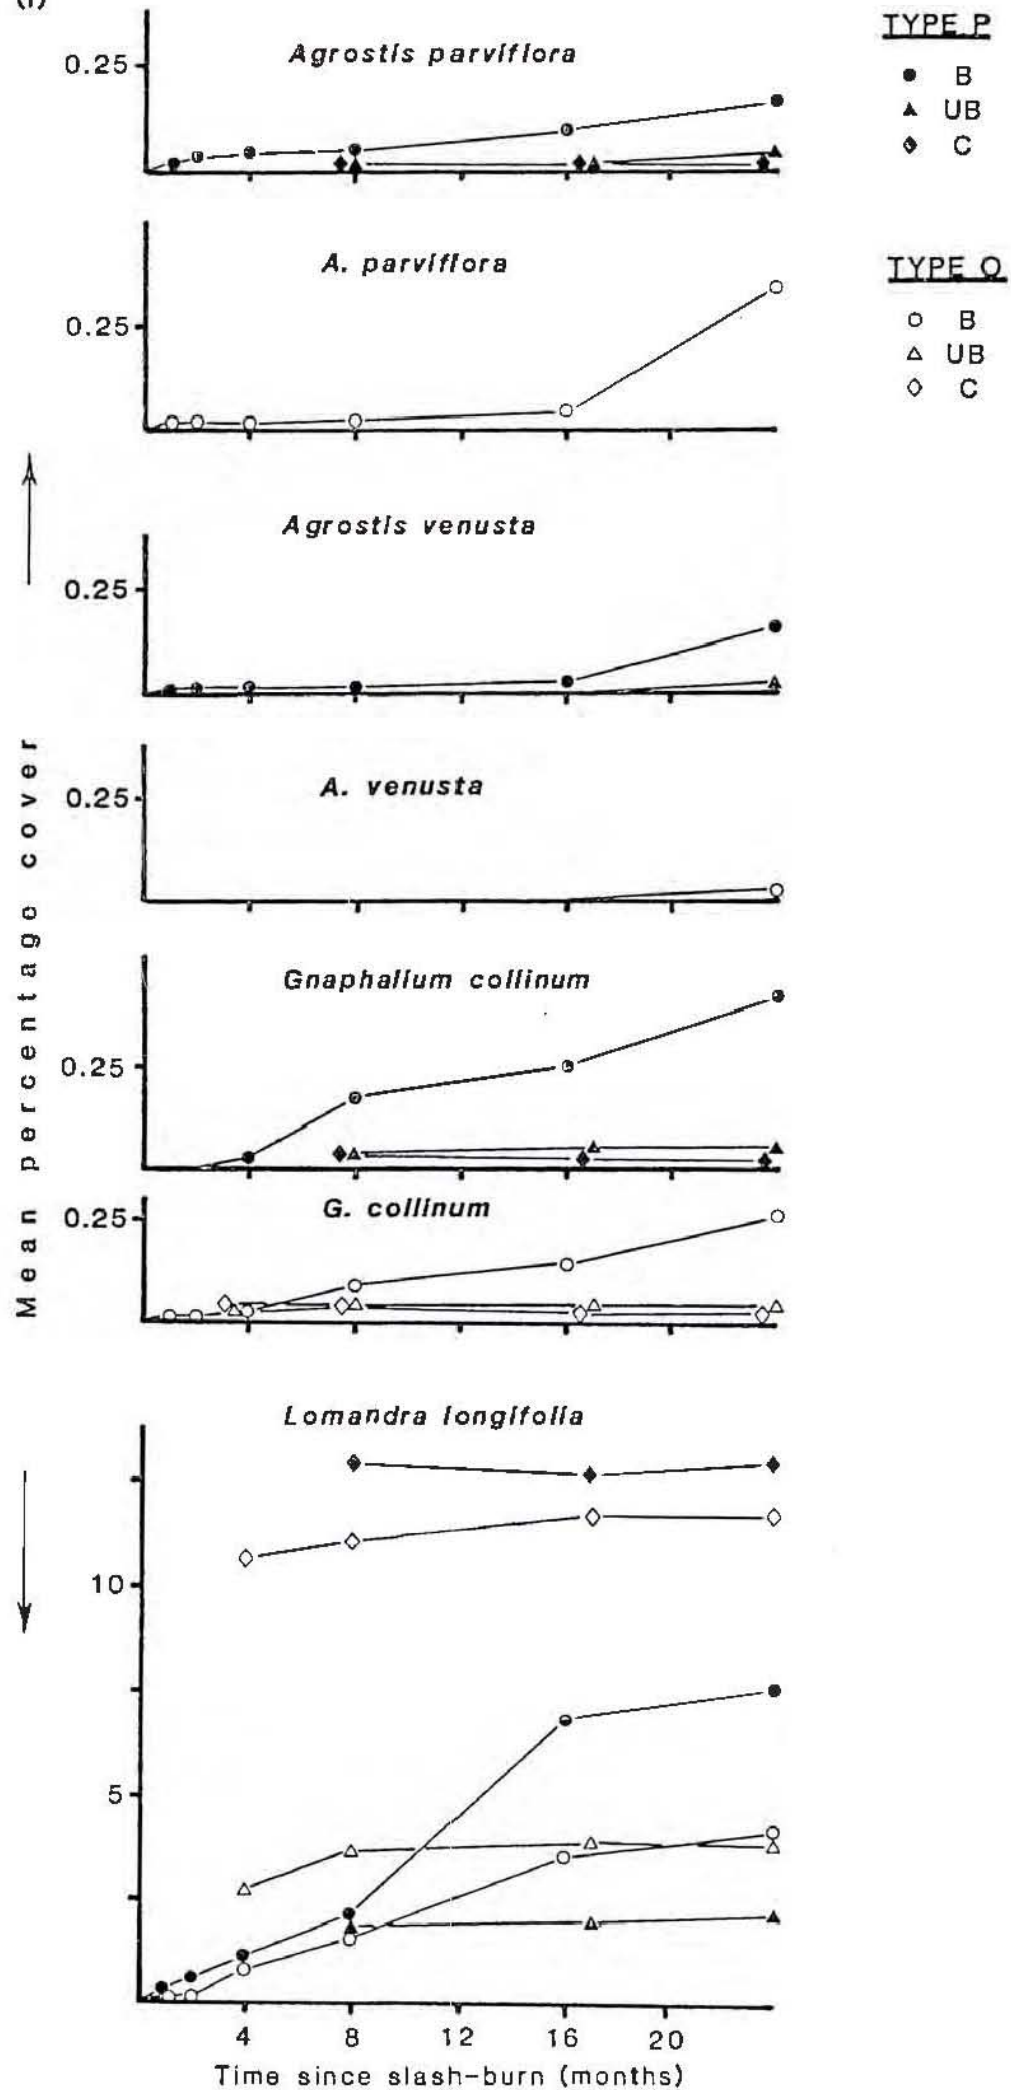 (i)
TYPE P
Agrostis parviflora
0.25
B
UB
C
A. parviflora
TYPE Q
0.25
B
UB
C
Agrostis venusta
0.25
A. venusta
0.25
Mean percentage cover
Gnaphalium collinum
0.25
G. collinum
0.25
Lomandra longifolia
10
5
4 8 12 16 20
Time since slash-burn (months)